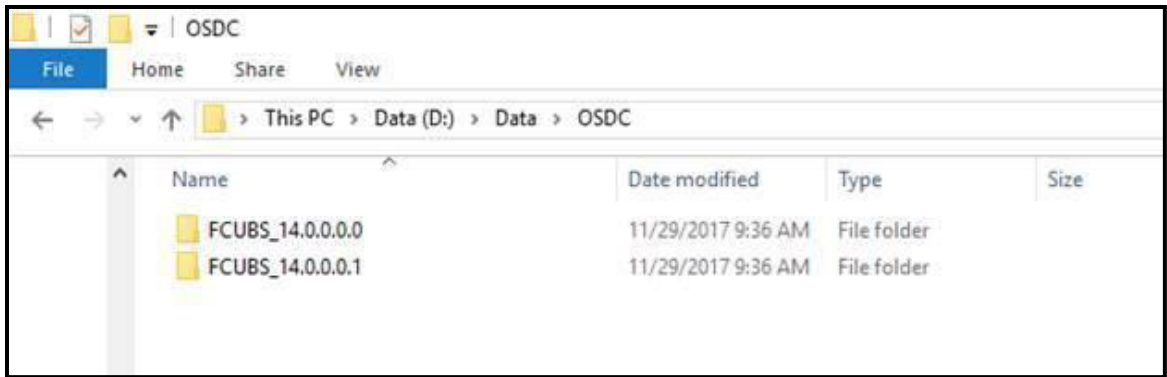 OSDC
File Home Share View
This PC > Data (D:) > Data > OSDC
Name Date modified Type Size
FCUBS_14.0.0.0.0 11/29/2017 9:36 AM File folder
FCUBS_14.0.0.0.1 11/29/2017 9:36 AM File folder